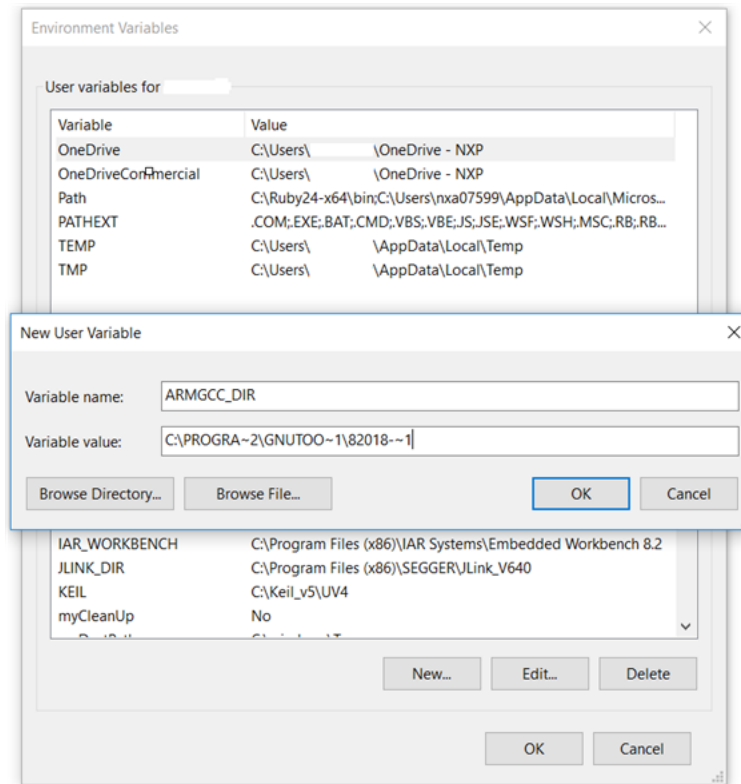 Environment Variables
User variables for
Variable Value
OneDrive C:\Users\ \OneDrive - NXP
OneDriveCommercial C:\Users\ \OneDrive - NXP
Path C:\Ruby24-x64\bin;C:\Users\nxa07599\AppData\Local\Micros...
PATHEXT .COM;.EXE;.BAT;.CMD;.VBS;.VBE;.JS;.JSE;.WSF;.WSH;.MSC;.RB;.RB...
TEMP C:\Users\ \AppData\Local\Temp
TMP C:\Users\ \AppData\Local\Temp
New User Variable
Variable name: ARMGCC_DIR
Variable value: C:\PROGRA~2\GNUTOO~1\82018-~1
Browse Directory... Browse File... OK Cancel
IAR_WORKBENCH C:\Program Files (x86)\IAR Systems\Embedded Workbench 8.2
JLINK_DIR C:\Program Files (x86)\SEGGER\JLink_V640
KEIL C:\Keil_v5\UV4
myCleanUp No
New... Edit... Delete
OK Cancel